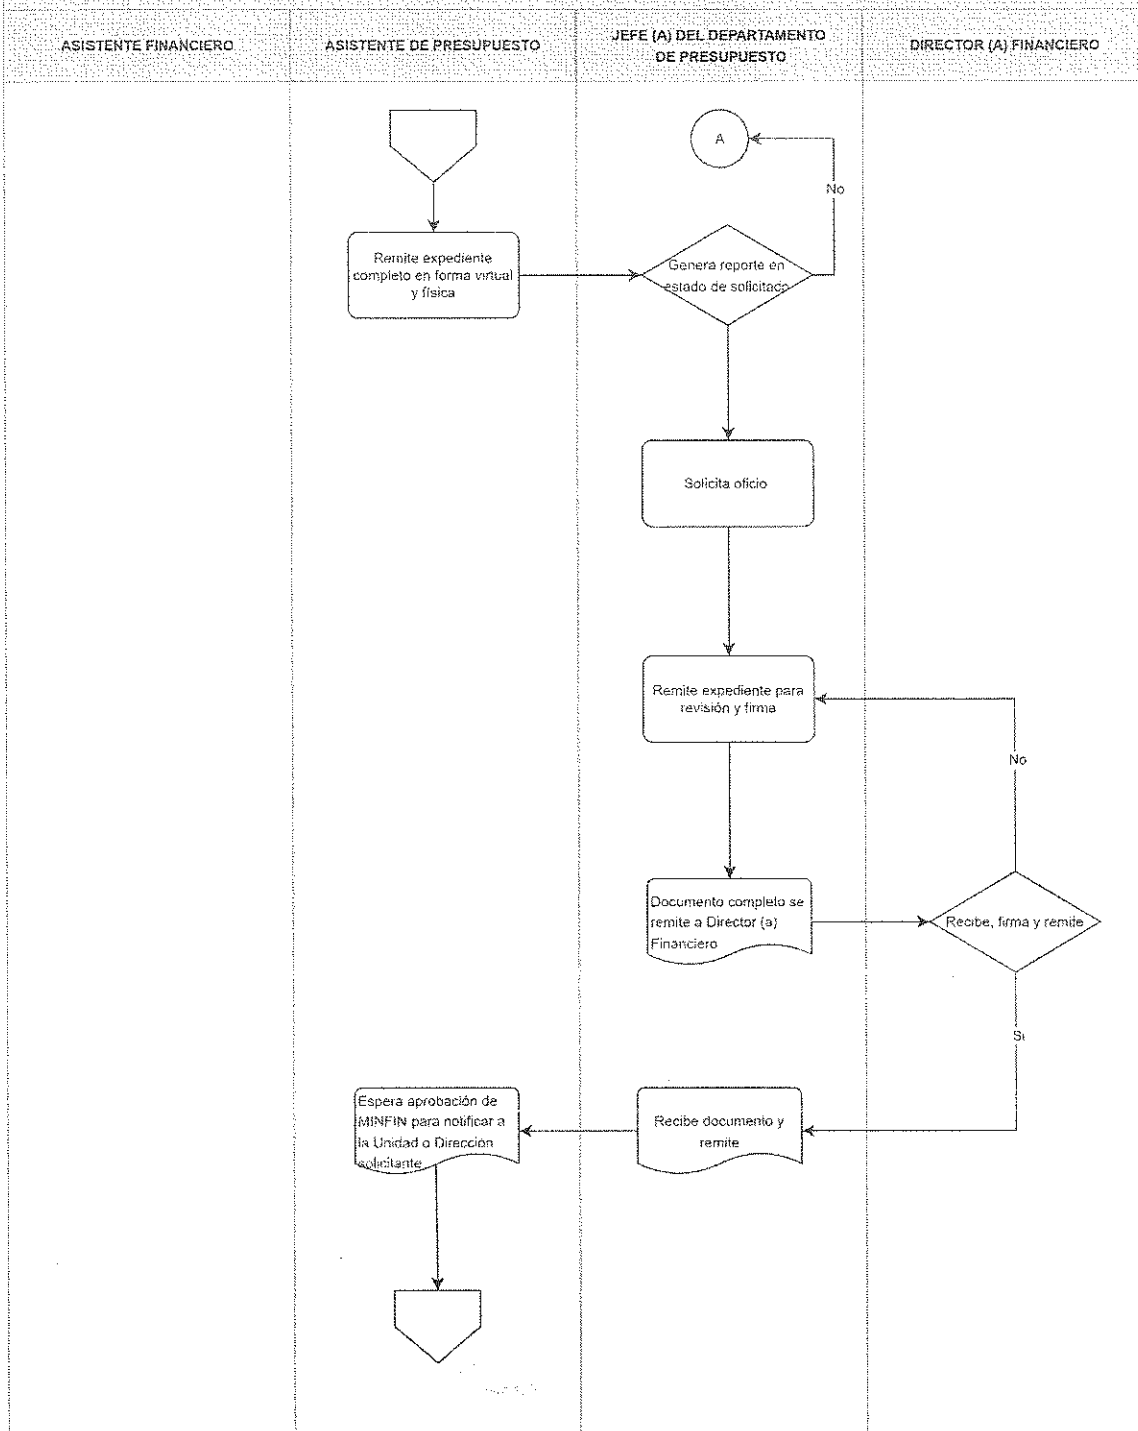 ASISTENTE FINANCIERO
ASISTENTE DE PRESUPUESTO
JEFE (A) DEL DEPARTAMENTO
DE PRESUPUESTO
DIRECTOR (A) FINANCIERO
A
No
Remite expediente
completo en forma virtual
y física
Genera reporte en
estado de solicitado
Solicita oficio
Remite expediente para
revisión y firma
No
Documento completo se
remite a Director (a)
Financiero
Recibe, firma y remite
Si
Espera aprobación de
MINFIN para notificar a
la Unidad o Dirección
solicitante
Recibe documento y
remite